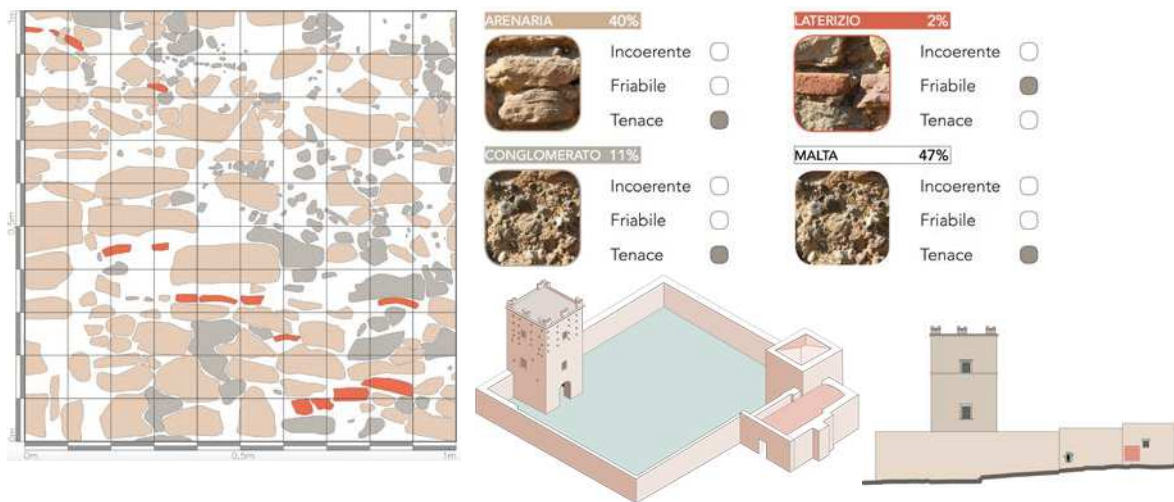 1m
0.5m
0m
0m 0.5m 1m
ARENARIA 40%
Incoerente
Friabile
Tenace
LATERIZIO 2%
Incoerente
Friabile
Tenace
CONGLOMERATO 11%
Incoerente
Friabile
Tenace
MALTA 47%
Incoerente
Friabile
Tenace